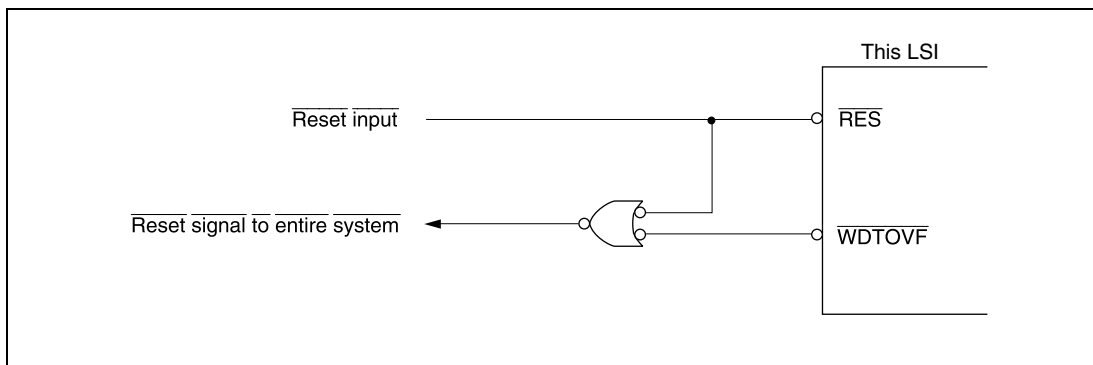 This LSI
Reset input
RES
Reset signal to entire system
WDTOVF